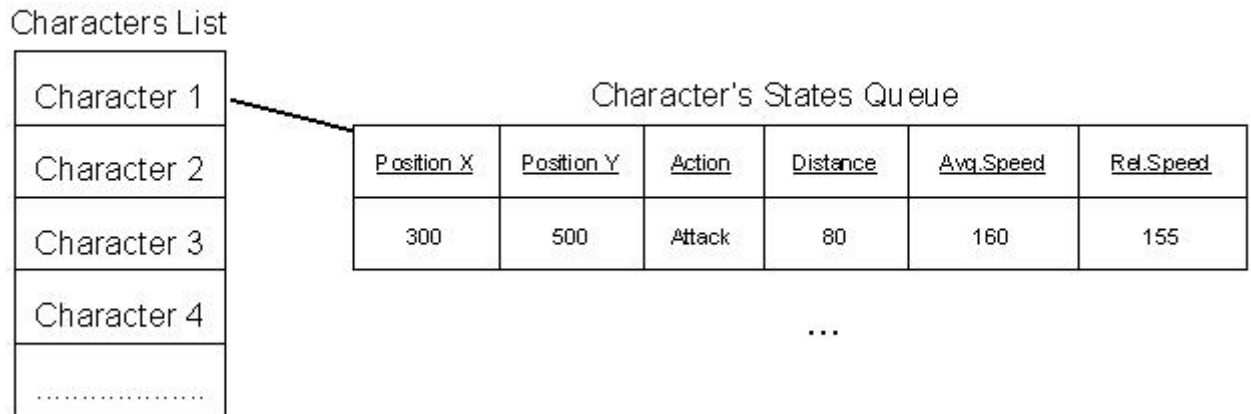 Characters List
Character 1
Character 2
Character 3
Character 4
...................
Character's States Queue
Position X Position Y Action Distance Avg.Speed Rel.Speed
300 500 Attack 80 160 155
...